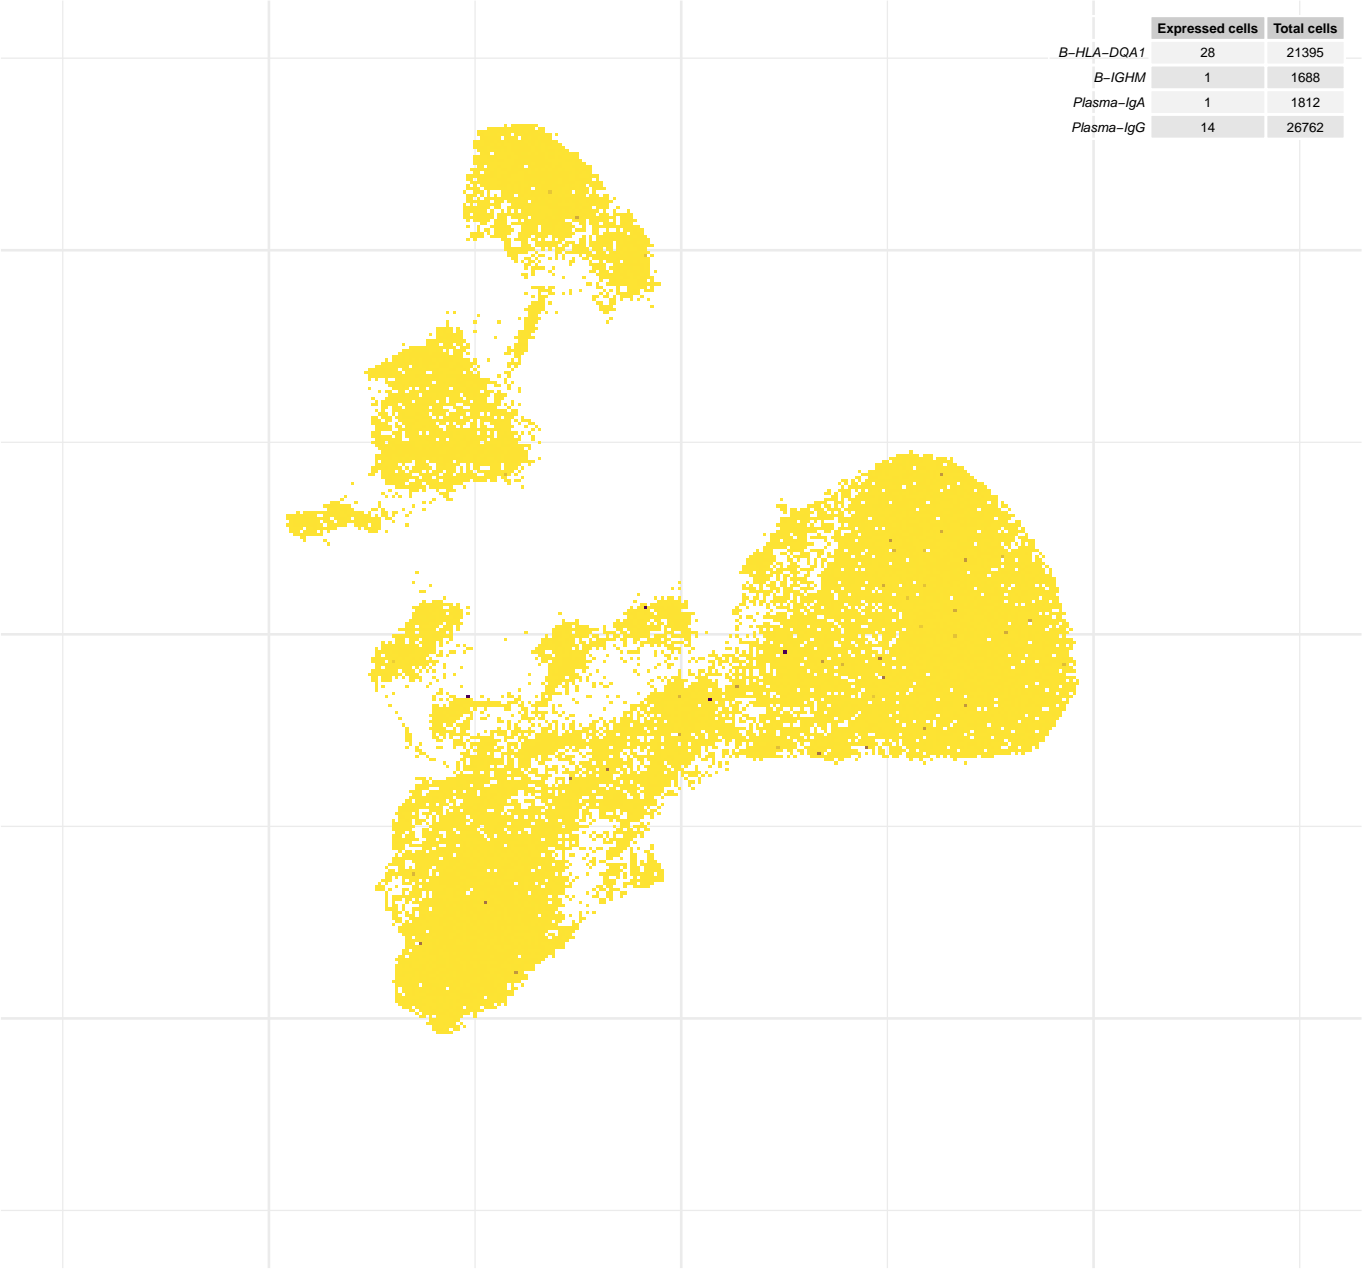 Expressed cells Total cells
B−HLA−DQA1 28 21395
B−IGHM 1 1688
Plasma−IgA 1 1812
Plasma−IgG 14 26762